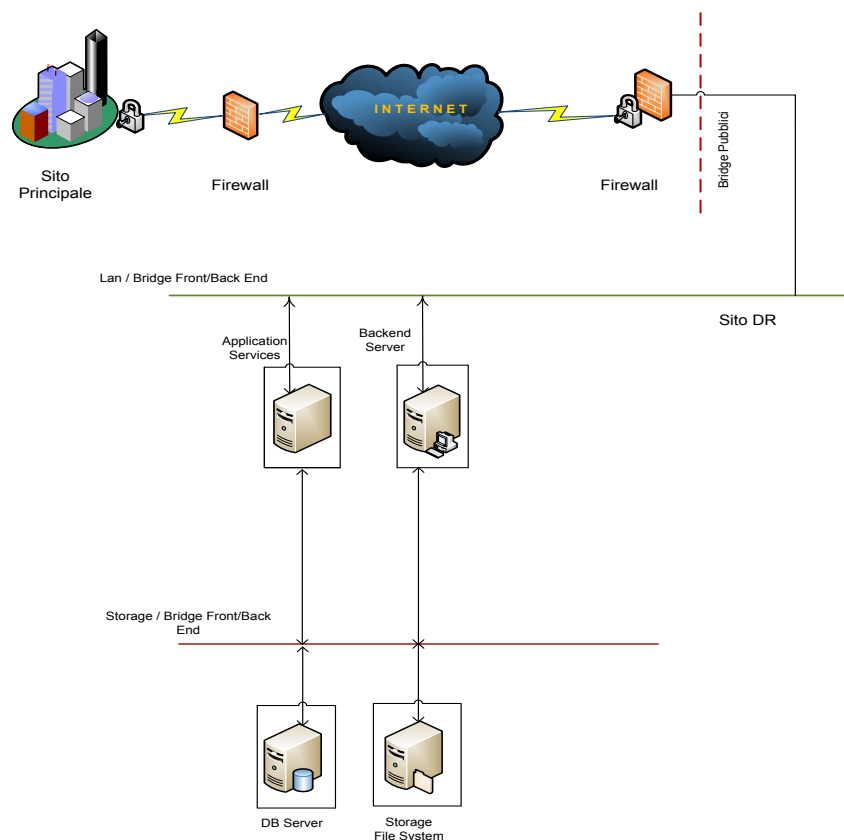 INTERNET
Sito
Principale
Firewall
Firewall
Bridge Pubblici
Lan / Bridge Front/Back End
Sito DR
Application
Services
Backend
Server
Storage / Bridge Front/Back
End
DB Server
Storage
File System